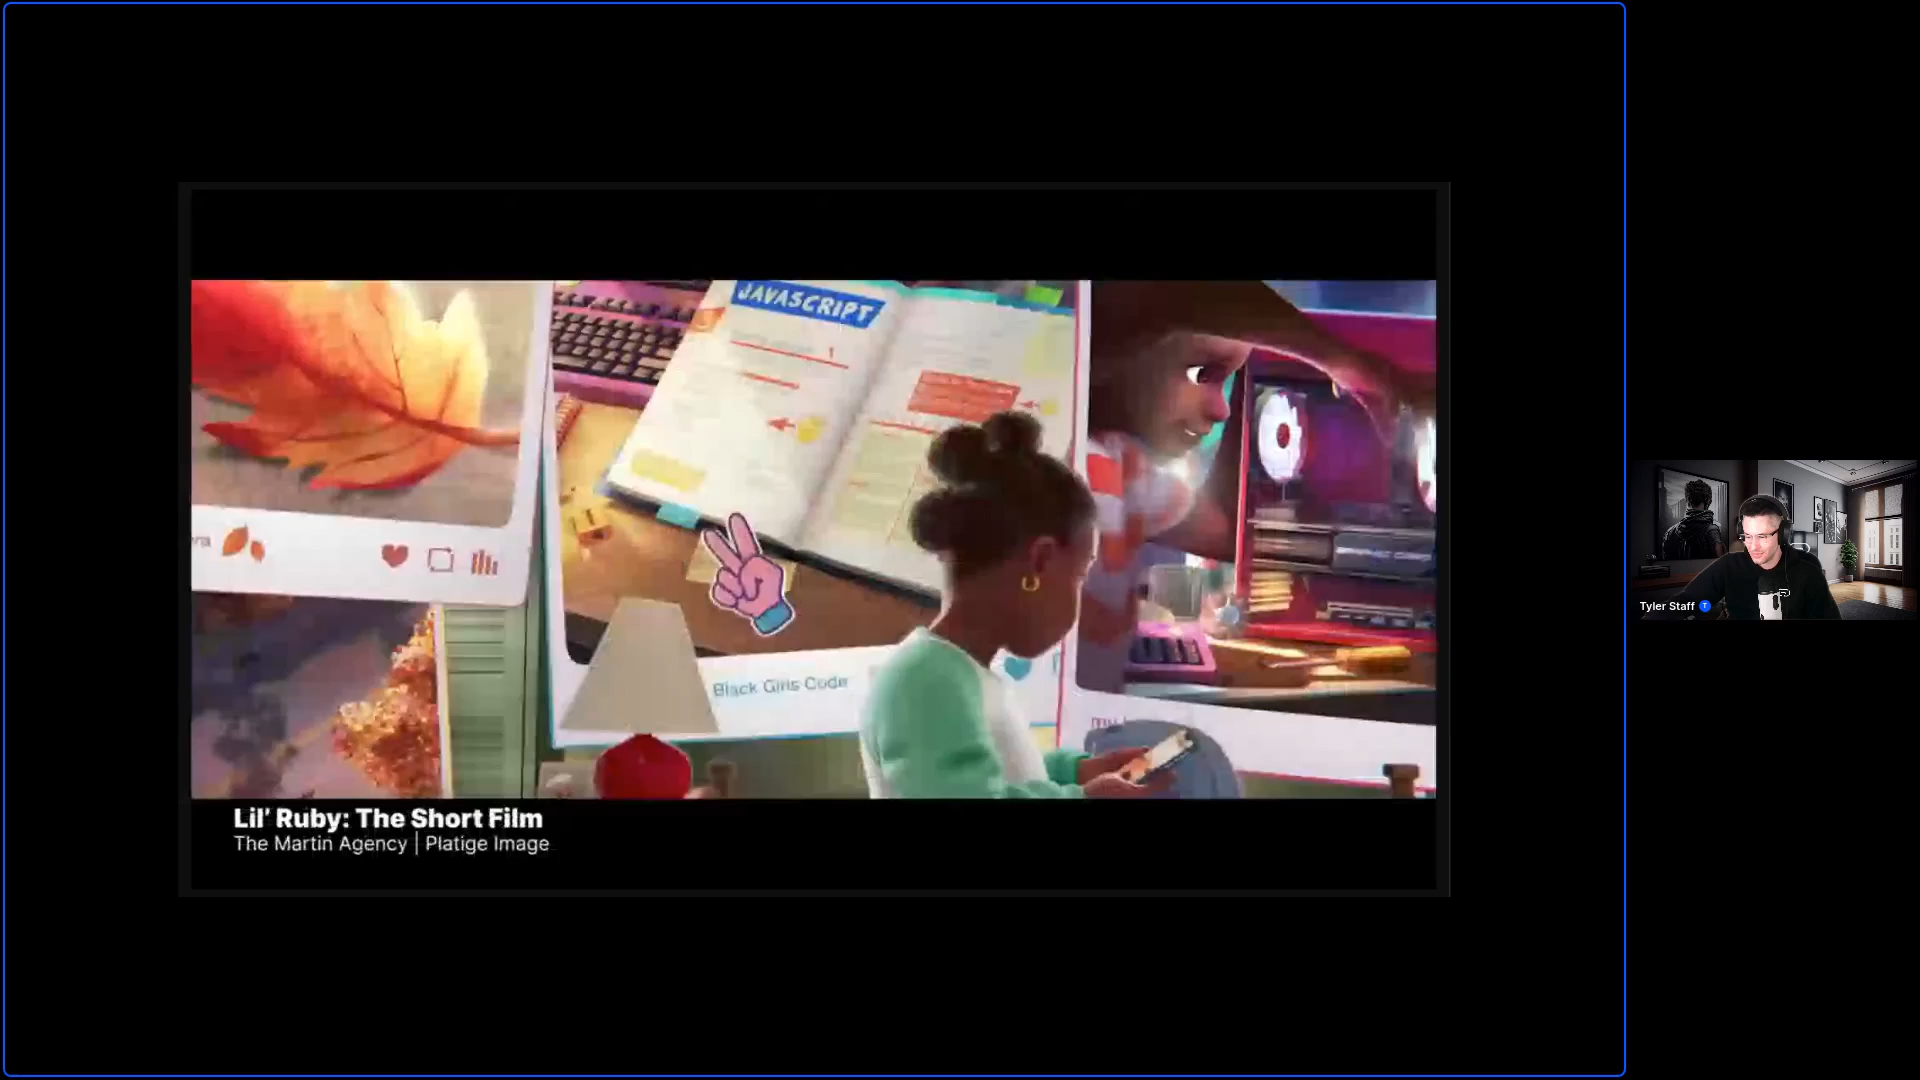 JAVASCRIPT
Black Girls Code
Lil' Ruby: The Short Film
The Martin Agency | Platige Image
Tyler Staff
T